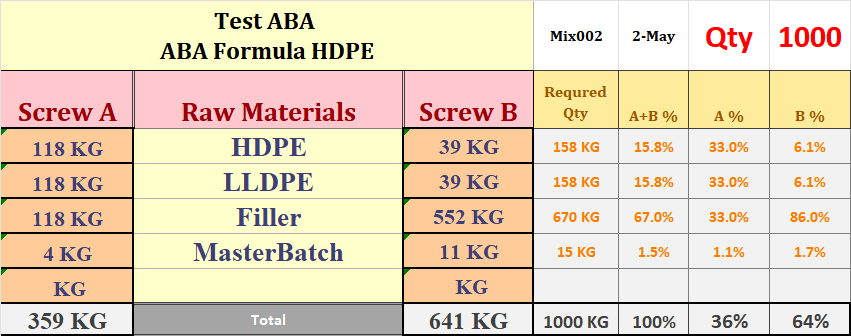 Test ABA
ABA Formula HDPE
Mix002 2-May Qty 1000
Screw A Raw Materials Screw B Requred Qty A+B % A % B %
118 KG HDPE 39 KG 158 KG 15.8% 33.0% 6.1%
118 KG LLDPE 39 KG 158 KG 15.8% 33.0% 6.1%
118 KG Filler 552 KG 670 KG 67.0% 33.0% 86.0%
4 KG MasterBatch 11 KG 15 KG 1.5% 1.1% 1.7%
KG KG
359 KG Total 641 KG 1000 KG 100% 36% 64%